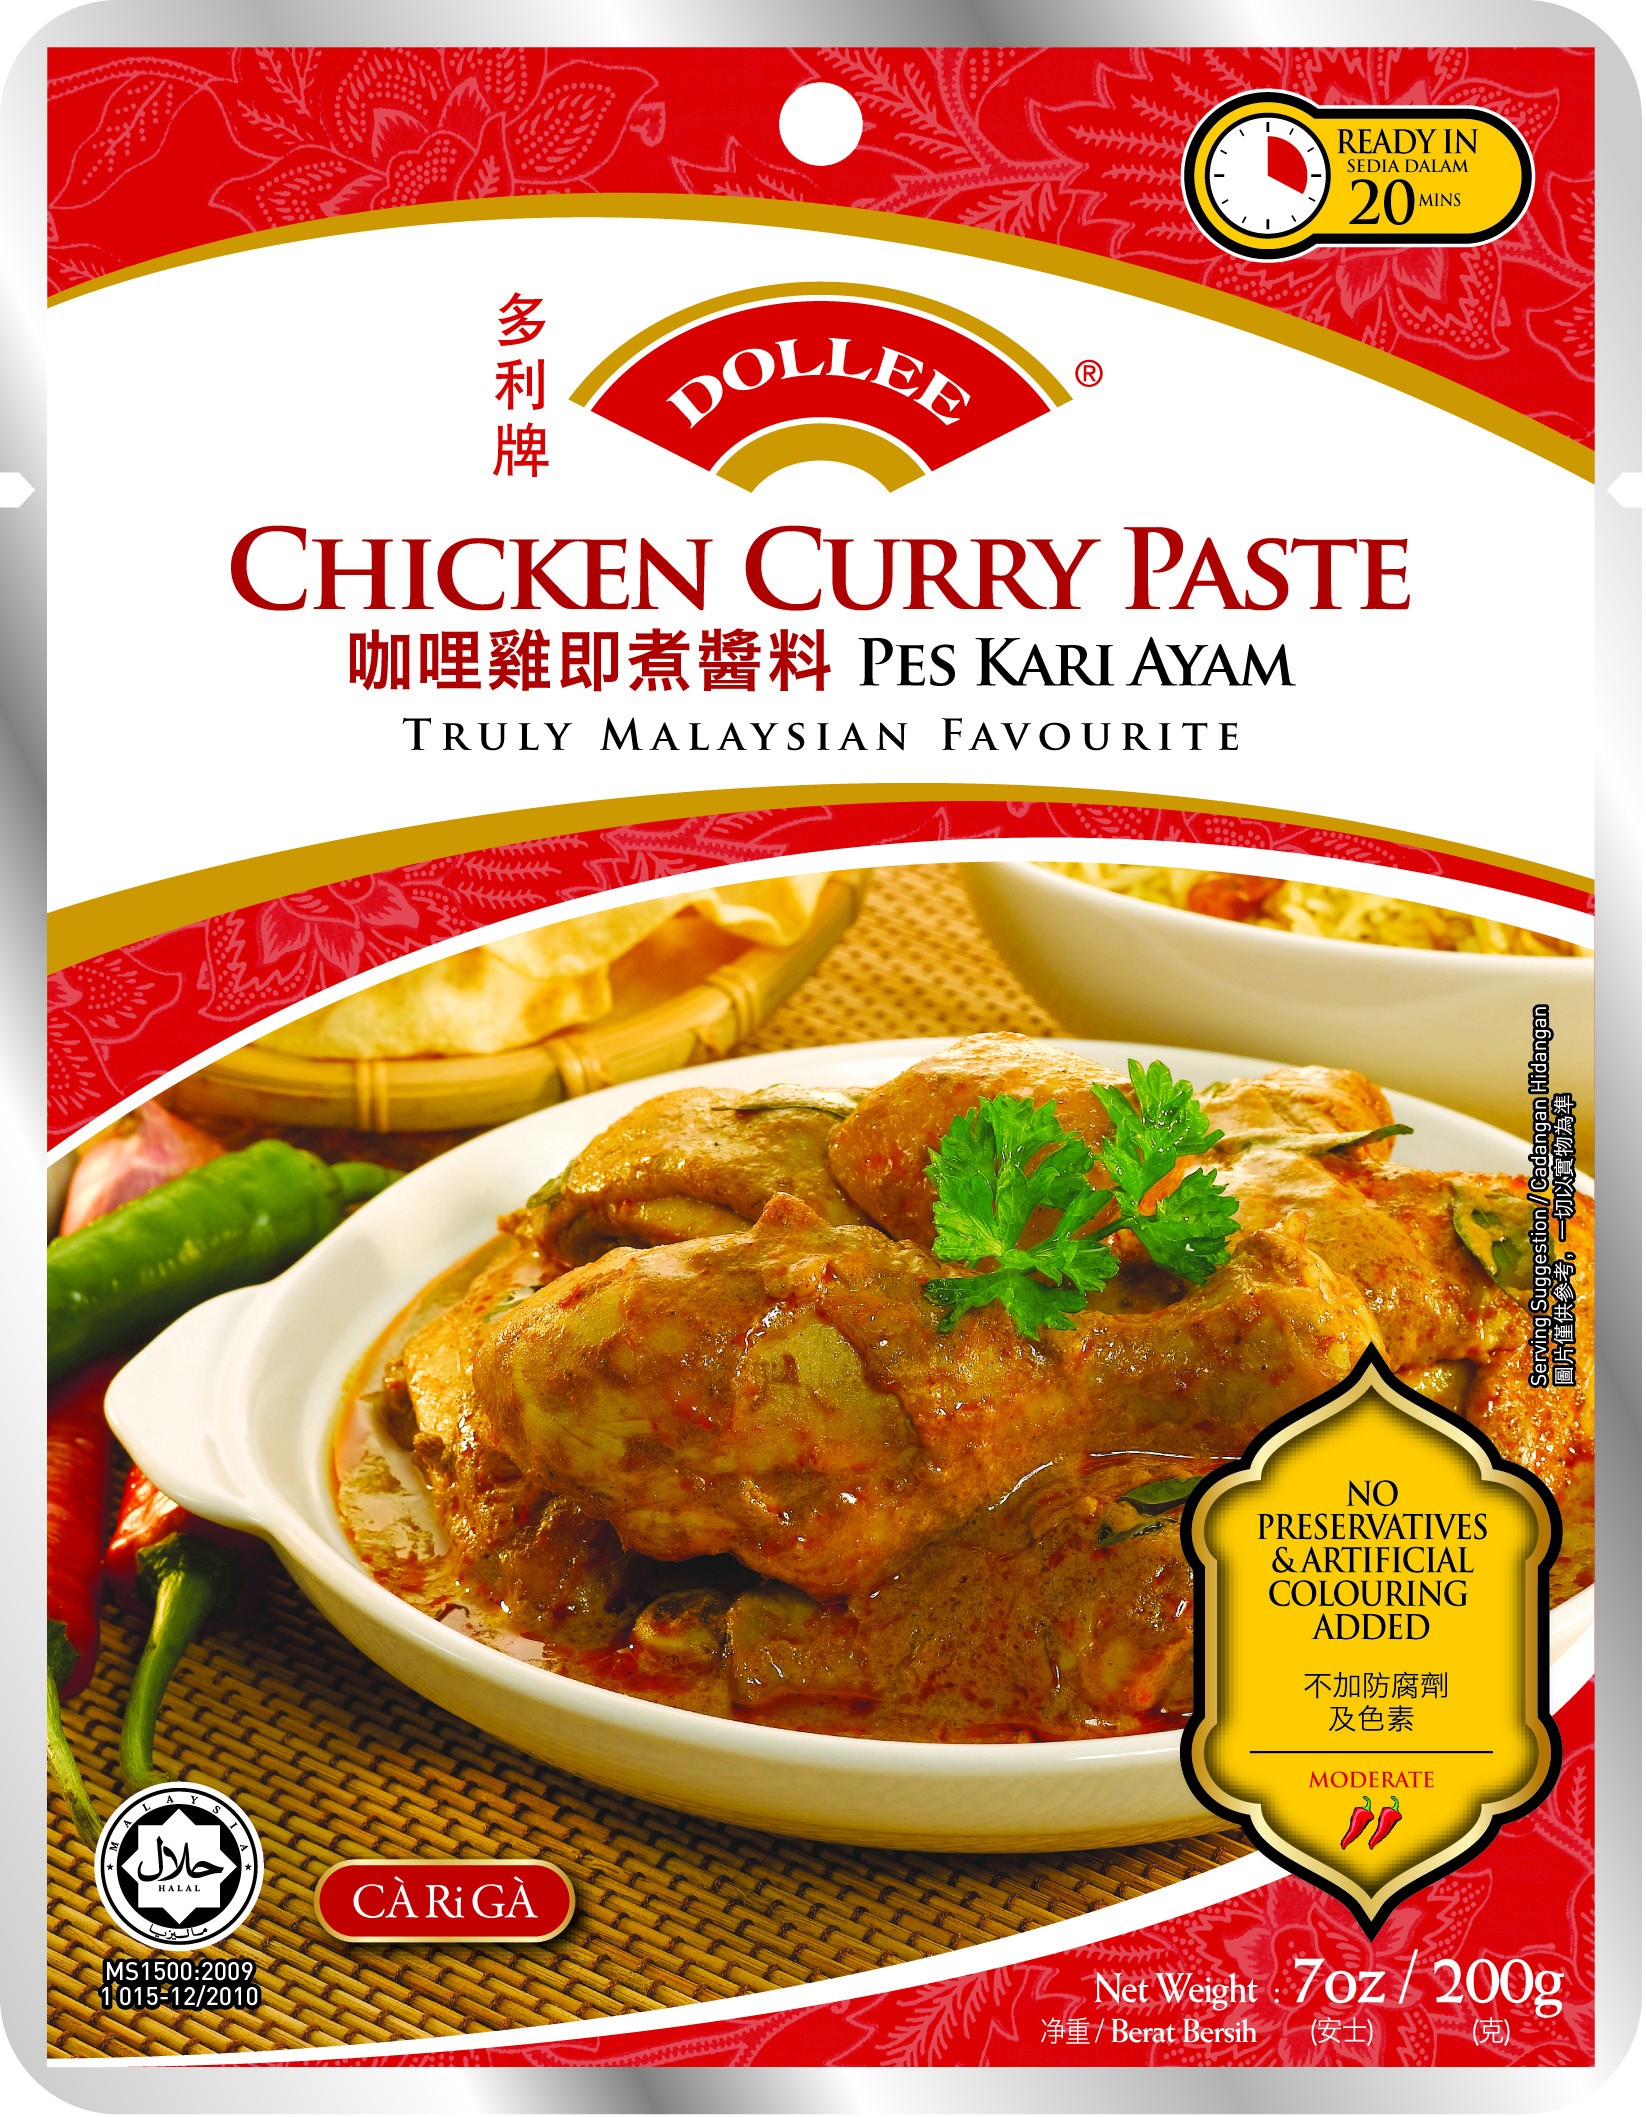 READY IN
SEDIA DALAM
20 MINS
多利牌
DOLLEE ®
CHICKEN CURRY PASTE
咖哩雞即煮醬料 PES KARI AYAM
TRULY MALAYSIAN FAVOURITE
Serving Suggestion / Cadangan Hidangan
圖片僅供參考，一切以實物為準
NO
PRESERVATIVES
& ARTIFICIAL
COLOURING
ADDED
不加防腐劑
及色素
MODERATE
MALAYSIA
حلال
HALAL
ماليزيا
MS1500:2009
1 015-12/2010
CÀ Ri GÀ
Net Weight : 7oz / 200g
净重 / Berat Bersih (安士) (克)